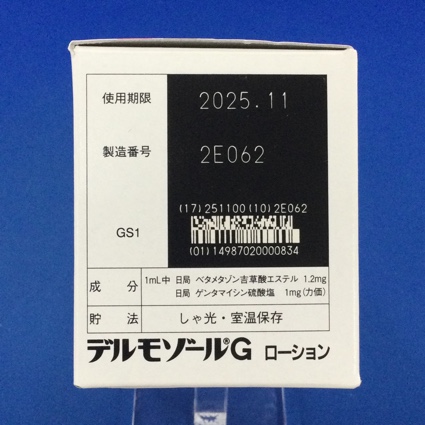 使用期限 2025.11
製造番号 2E062
(17)251100(10)2E062
GS1
(01)14987020000834
成分 1mL中 日局 ベタメタゾン吉草酸エステル 1.2mg
日局 ゲンタマイシン硫酸塩 1mg(力価)
貯法 しゃ光・室温保存
デルモゾール®G ローション